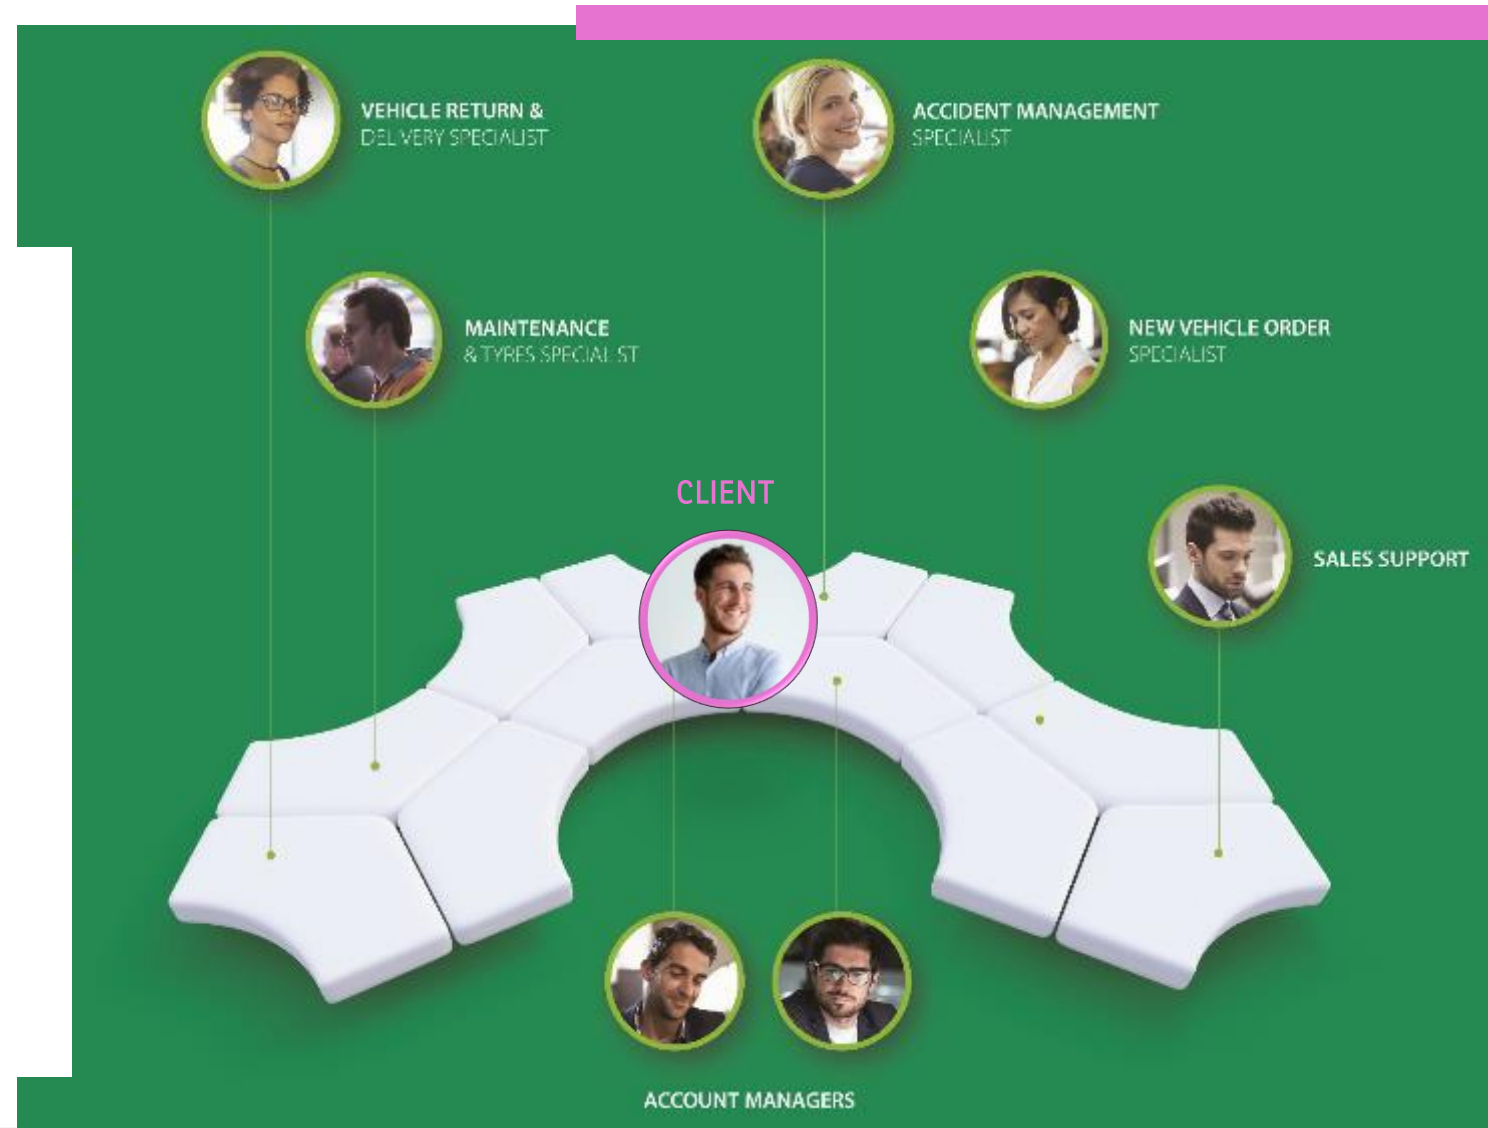 VEHICLE RETURN &
DELIVERY SPECIALIST
ACCIDENT MANAGEMENT
SPECIALIST
MAINTENANCE
& TYRES SPECIALIST
NEW VEHICLE ORDER
SPECIALIST
CLIENT
SALES SUPPORT
ACCOUNT MANAGERS